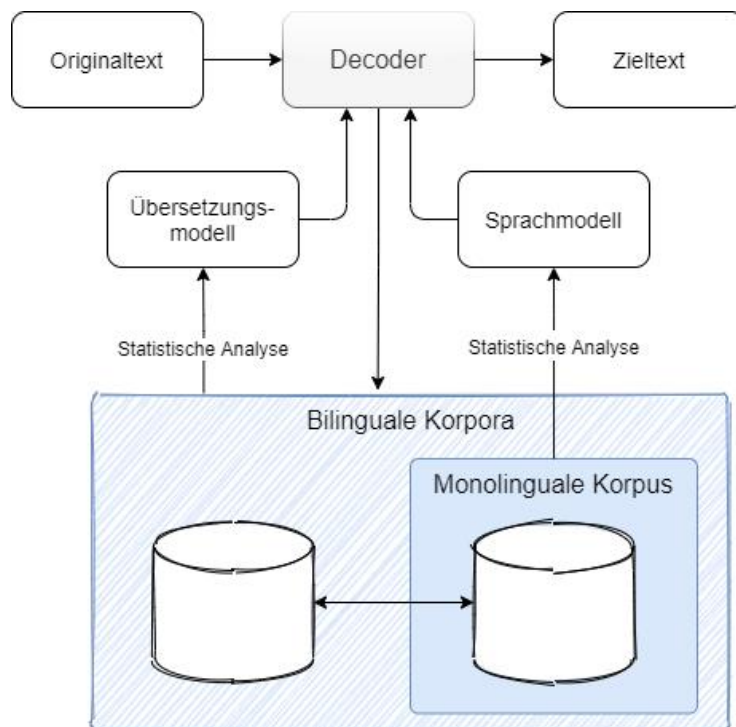 Originaltext
Decoder
Zieltext
Übersetzungs-
modell
Sprachmodell
Statistische Analyse
Statistische Analyse
Bilinguale Korpora
Monolinguale Korpus